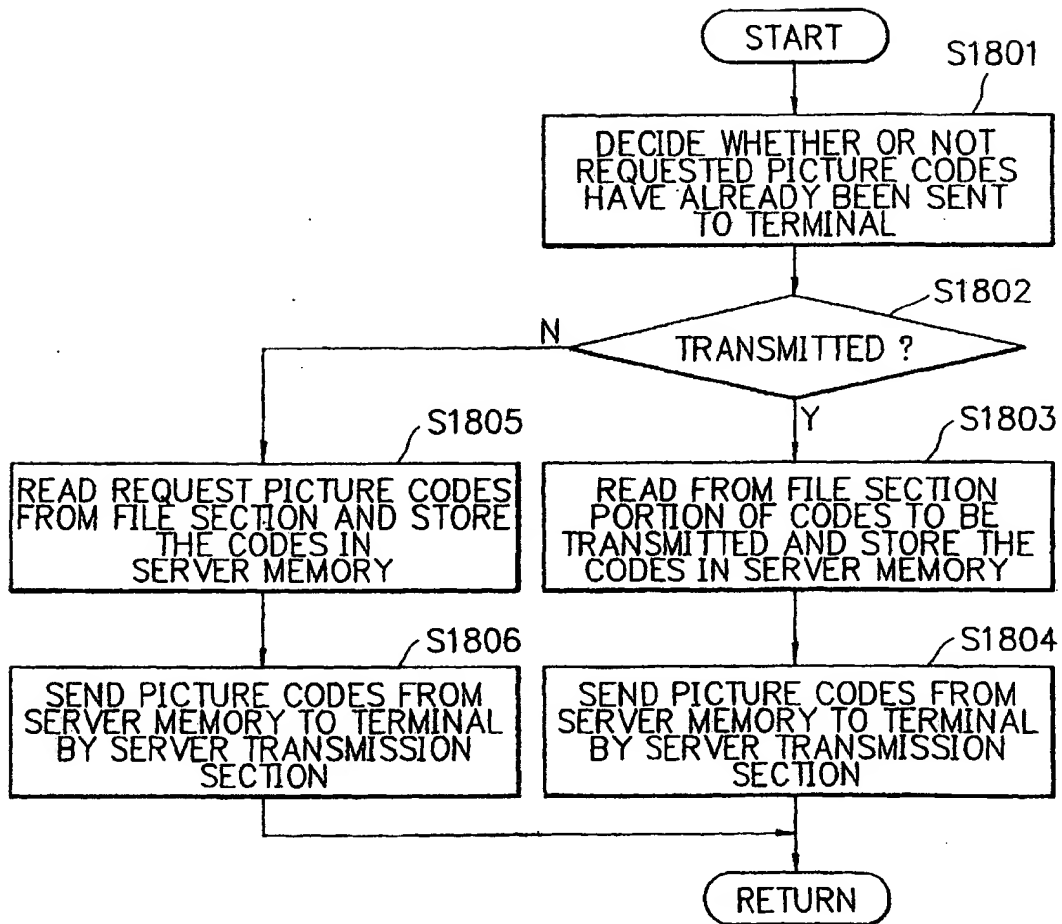 START
S1801
DECIDE WHETHER OR NOT
REQUESTED PICTURE CODES
HAVE ALREADY BEEN SENT
TO TERMINAL
S1802
N
TRANSMITTED ?
Y
S1805
READ REQUEST PICTURE CODES
FROM FILE SECTION AND STORE
THE CODES IN
SERVER MEMORY
S1803
READ FROM FILE SECTION
PORTION OF CODES TO BE
TRANSMITTED AND STORE THE
CODES IN SERVER MEMORY
S1806
SEND PICTURE CODES FROM
SERVER MEMORY TO TERMINAL
BY SERVER TRANSMISSION
SECTION
S1804
SEND PICTURE CODES FROM
SERVER MEMORY TO TERMINAL
BY SERVER TRANSMISSION
SECTION
RETURN